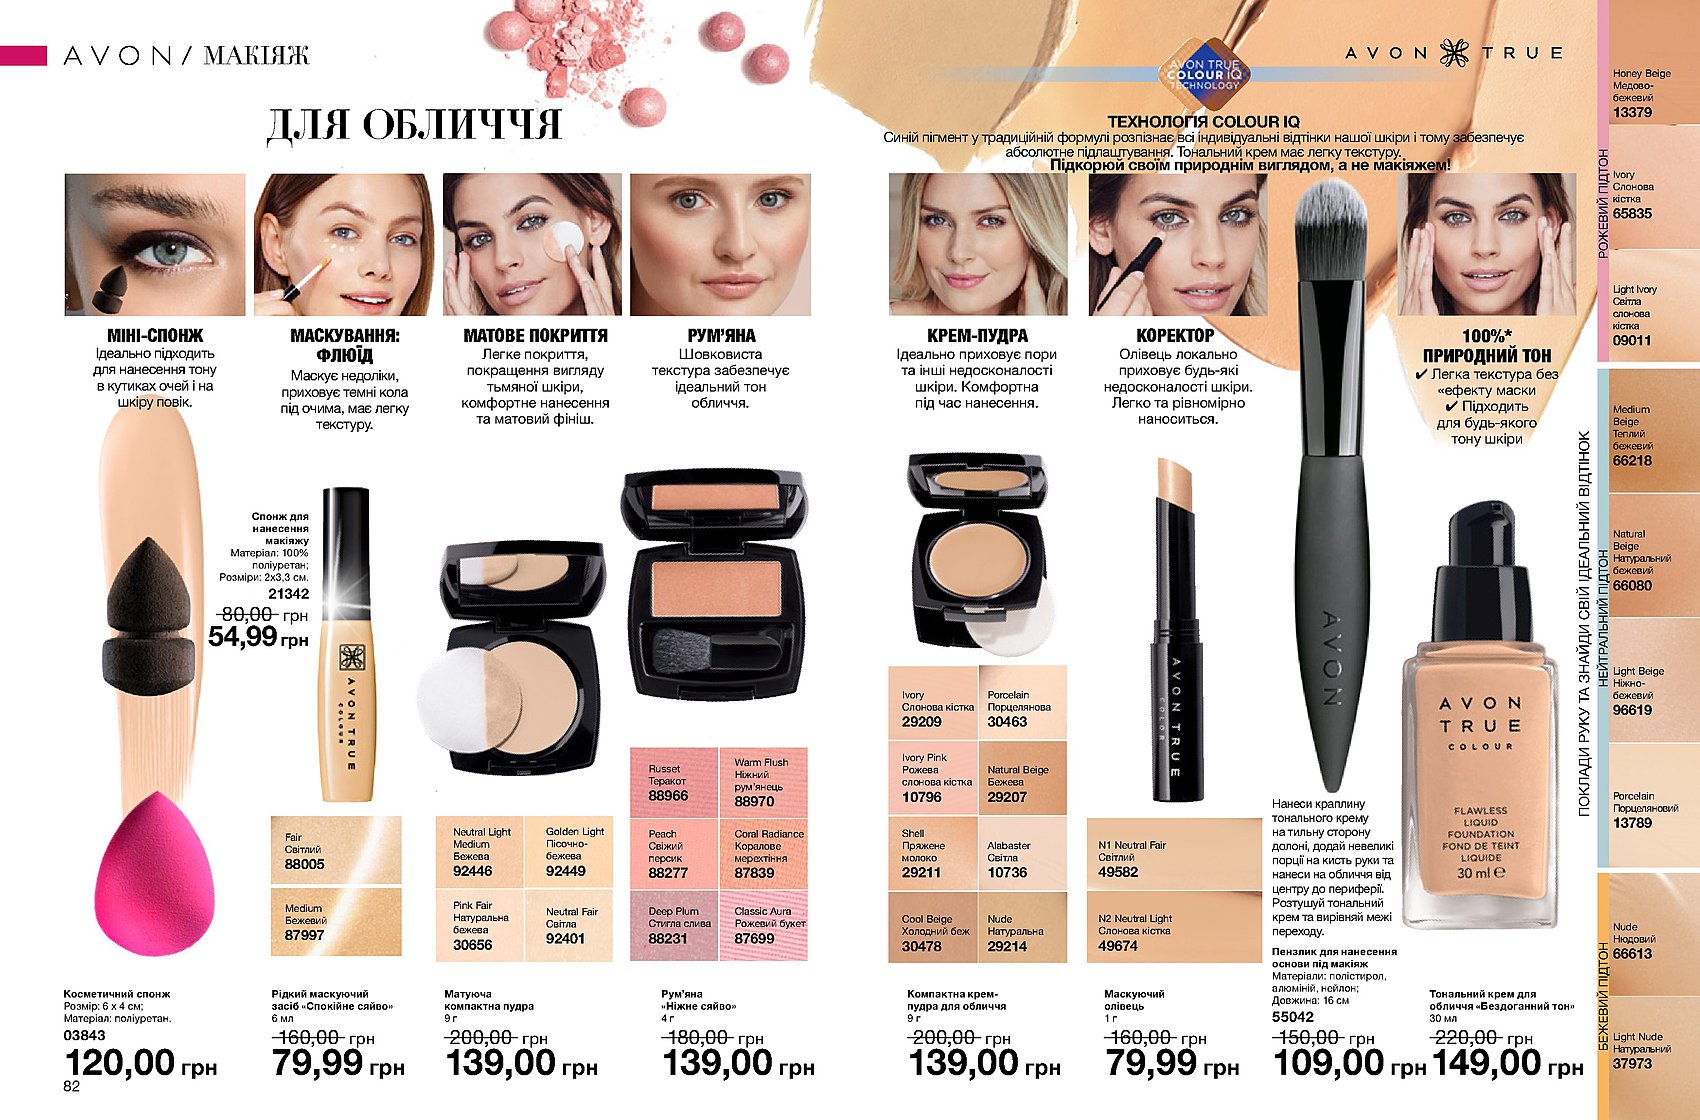 AVON / МАКІЯЖ
ДЛЯ ОБЛИЧЧЯ
AVON TRUE
COLOUR IQ
TECHNOLOGY
AVON TRUE
ТЕХНОЛОГІЯ COLOUR IQ
Синій пігмент у традиційній формулі розпізнає всі індивідуальні відтінки нашої шкіри і тому забезпечує
абсолютне підлаштування. Тональний крем має легку текстуру.
Підкорюй своїм природнім виглядом, а не макіяжем!
МІНІ-СПОНЖ
Ідеально підходить
для нанесення тону
в кутиках очей і на
шкіру повік.
МАСКУВАННЯ:
ФЛЮЇД
Маскує недоліки,
приховує темні кола
під очима, має легку
текстуру.
МАТОВЕ ПОКРИТТЯ
Легке покриття,
покращення вигляду
тьмяної шкіри,
комфортне нанесення
та матовий фініш.
РУМ'ЯНА
Шовковиста
текстура забезпечує
ідеальний тон
обличчя.
КРЕМ-ПУДРА
Ідеально приховує пори
та інші недосконалості
шкіри. Комфортна
під час нанесення.
КОРЕКТОР
Олівець локально
приховує будь-які
недосконалості шкіри.
Легко та рівномірно
наноситься.
100%*
ПРИРОДНИЙ ТОН
✔ Легка текстура без
«ефекту маски
✔ Підходить
для будь-якого
тону шкіри
Спонж для
нанесення
макіяжу
Матеріал: 100%
поліуретан;
Розміри: 2х3,3 см.
21342
80,00 грн
54,99 грн
AVON TRUE
COLOUR
AVON TRUE
COLOR
AVON
AVON
TRUE
COLOUR
FLAWLESS
LIQUID
FOUNDATION
FOND DE TEINT
LIQUIDE
30 ml ℮
Fair
Світлий
88005
Medium
Бежевий
87997
Neutral Light
Medium
Бежева
92446
Golden Light
Пісочно-
бежева
92449
Pink Fair
Натуральна
бежева
30656
Neutral Fair
Світла
92401
Russet
Теракот
88966
Warm Flush
Ніжний
рум'янець
88970
Peach
Свіжий
персик
88277
Coral Radiance
Коралове
мерехтіння
87839
Deep Plum
Стигла слива
88231
Classic Aura
Рожевий букет
87699
Ivory
Слонова кістка
29209
Porcelain
Порцелянова
30463
Ivory Pink
Рожева
слонова кістка
10796
Natural Beige
Бежева
29207
Shell
Пряжене
молоко
29211
Alabaster
Світла
10736
Cool Beige
Холодний беж
30478
Nude
Натуральна
29214
N1 Neutral Fair
Світлий
49582
N2 Neutral Light
Слонова кістка
49674
Нанеси краплину
тонального крему
на тильну сторону
долоні, додай невеликі
порції на кисть руки та
нанеси на обличчя від
центру до периферії.
Розтушуй тональний
крем та вирівняй межі
переходу.
Косметичний спонж
Розмір: 6 х 4 см;
Матеріал: поліуретан.
03843
120,00 грн
Рідкий маскуючий
засіб «Спокійне сяйво»
6 мл
160,00 грн
79,99 грн
Матуюча
компактна пудра
9 г
200,00 грн
139,00 грн
Рум'яна
«Ніжне сяйво»
4 г
180,00 грн
139,00 грн
Компактна крем-
пудра для обличчя
9 г
200,00 грн
139,00 грн
Маскуючий
олівець
1 г
160,00 грн
79,99 грн
Пензлик для нанесення
основи під макіяж
Матеріали: полістирол,
алюміній, нейлон;
Довжина: 16 см
55042
150,00 грн
109,00 грн
Тональний крем для
обличчя «Бездоганний тон»
30 мл
220,00 грн
149,00 грн
ПОКЛАДИ РУКУ ТА ЗНАЙДИ СВІЙ ІДЕАЛЬНИЙ ВІДТІНОК
РОЖЕВИЙ ПІДТОН
Honey Beige
Медово-
бежевий
13379
Ivory
Слонова
кістка
65835
Light Ivory
Світла
слонова
кістка
09011
НЕЙТРАЛЬНИЙ ПІДТОН
Medium
Beige
Теплий
бежевий
66218
Natural
Beige
Натуральний
бежевий
66080
Light Beige
Ніжно-
бежевий
96619
Porcelain
Порцеляновий
13789
БЕЖЕВИЙ ПІДТОН
Nude
Нюдовий
66613
Light Nude
Натуральний
37973
82